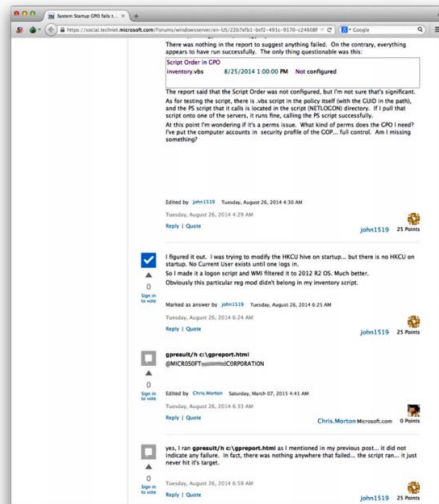 System Startup GPO fails t...
https://social.technet.microsoft.com/Forums/windowsserver/en-US/
Google
There was nothing in the report to suggest anything failed. On the contrary, everything
appears to have run successfully. The only thing questionable was this:
Script Order in GPO
Inventory.vbs 8/25/2014 1:00:00 PM Not configured
The report said that the Script Order was not configured, but I'm not sure that's significant.
As for testing the script, there is .vbs script in the policy itself (with the GUID in the path),
and the PS script that it calls is located in the script (NETLOGON) directory. If I pull that
script onto one of the servers, it runs fine, calling the PS script successfully.
At this point I'm wondering if it's a perms issue. What kind of perms does the GPO I need?
I've put the computer accounts in security profile of the GOP... full control. Am I missing
something?
Edited by john1519 Tuesday, August 26, 2014 4:30 AM
Tuesday, August 26, 2014 4:29 AM
Reply | Quote
john1519 25 Points
I figured it out. I was trying to modify the HKCU hive on startup... but there is no HKCU on
startup. No Current User exists until one logs in.
So I made it a logon script and WMI filtered it to 2012 R2 OS. Much better.
Obviously this particular reg mod didn't belong in my inventory script.
0
Sign in
to vote
Marked as answer by john1519 Tuesday, August 26, 2014 6:25 AM
Tuesday, August 26, 2014 6:24 AM
Reply | Quote
john1519 25 Points
gpresult/h c:\gpreport.html
@MICROSOFT CORPORATION
0
Sign in
to vote
Edited by Chris.Morton Saturday, March 07, 2015 4:41 AM
Tuesday, August 26, 2014 6:33 AM
Reply | Quote
Chris.Morton Microsoft.com 0 Points
yes, I ran gpresult/h c:\gpreport.html as I mentioned in my previous post... it did not
indicate any failure. In fact, there was nothing anywhere that failed... the script ran... it just
never hit it's target.
0
Sign in
to vote
Tuesday, August 26, 2014 6:58 AM
Reply | Quote
john1519 25 Points